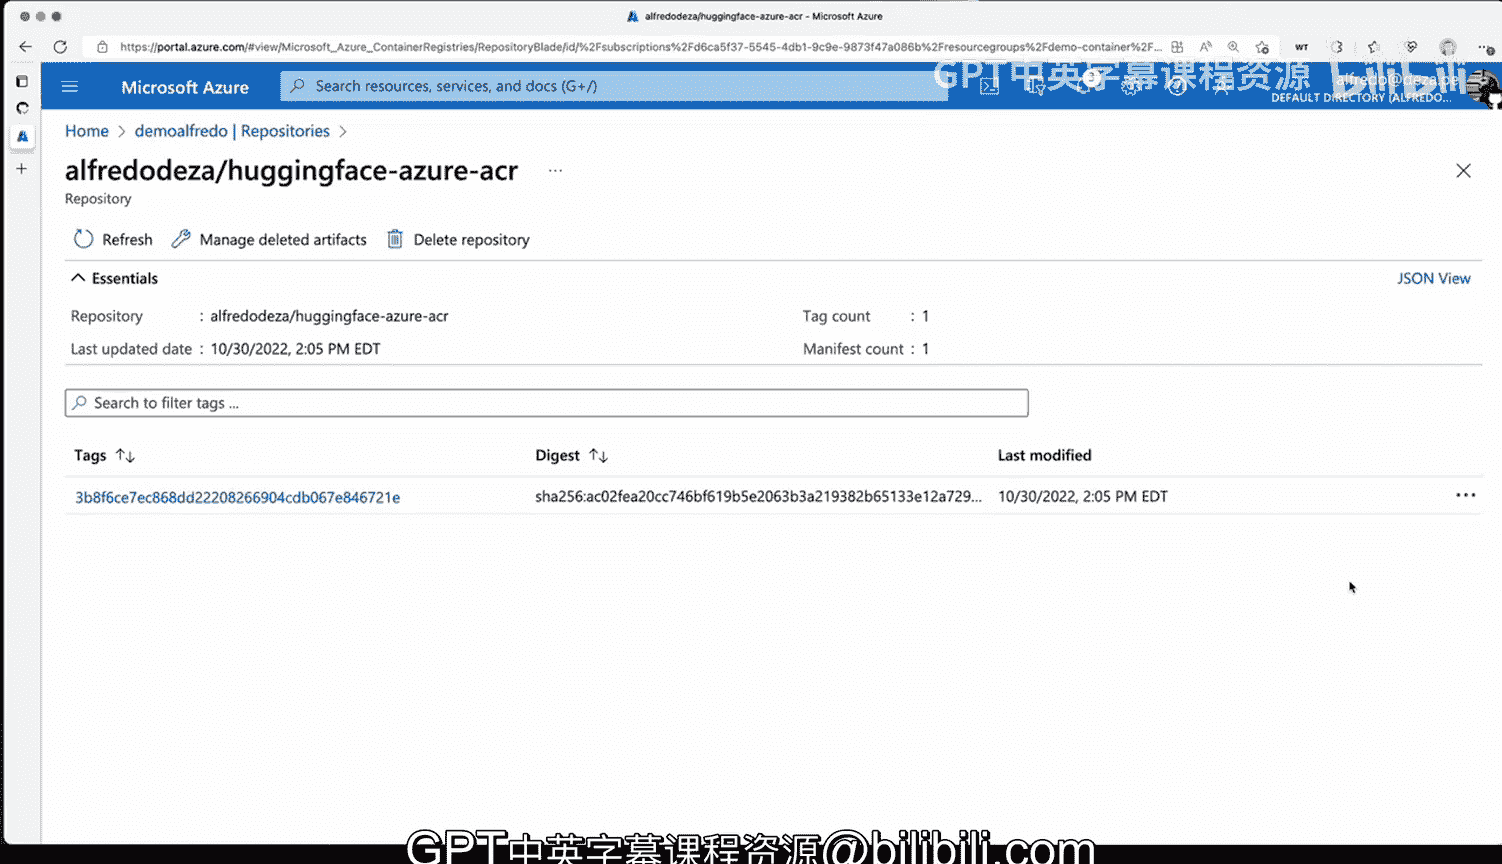 alfredodeza/huggingface-azure-acr - Microsoft Azure
https://portal.azure.com/#view/Microsoft_Azure_ContainerRegistries/RepositoryBlade/id/%2Fsubscriptions%2Fd6ca5f37-5545-4db1-9c9e-9873f47a086b%2Fresourcegroups%2Fdemo-container%2F...
WT
GPT中英字幕课程资源 bilibili
Microsoft Azure
Search resources, services, and docs (G+/)
3
DEFAULT DIRECTORY (ALFREDO...
Home > demoalfredo | Repositories >
alfredodeza/huggingface-azure-acr ...
Repository
Refresh Manage deleted artifacts Delete repository
Essentials JSON View
Repository : alfredodeza/huggingface-azure-acr Tag count : 1
Last updated date : 10/30/2022, 2:05 PM EDT Manifest count : 1
Search to filter tags ...
Tags Digest Last modified
3b8f6ce7ec868dd22208266904cdb067e846721e sha256:ac02fea20cc746bf619b5e2063b3a219382b65133e12a729... 10/30/2022, 2:05 PM EDT
GPT中英字幕课程资源@bilibili.com